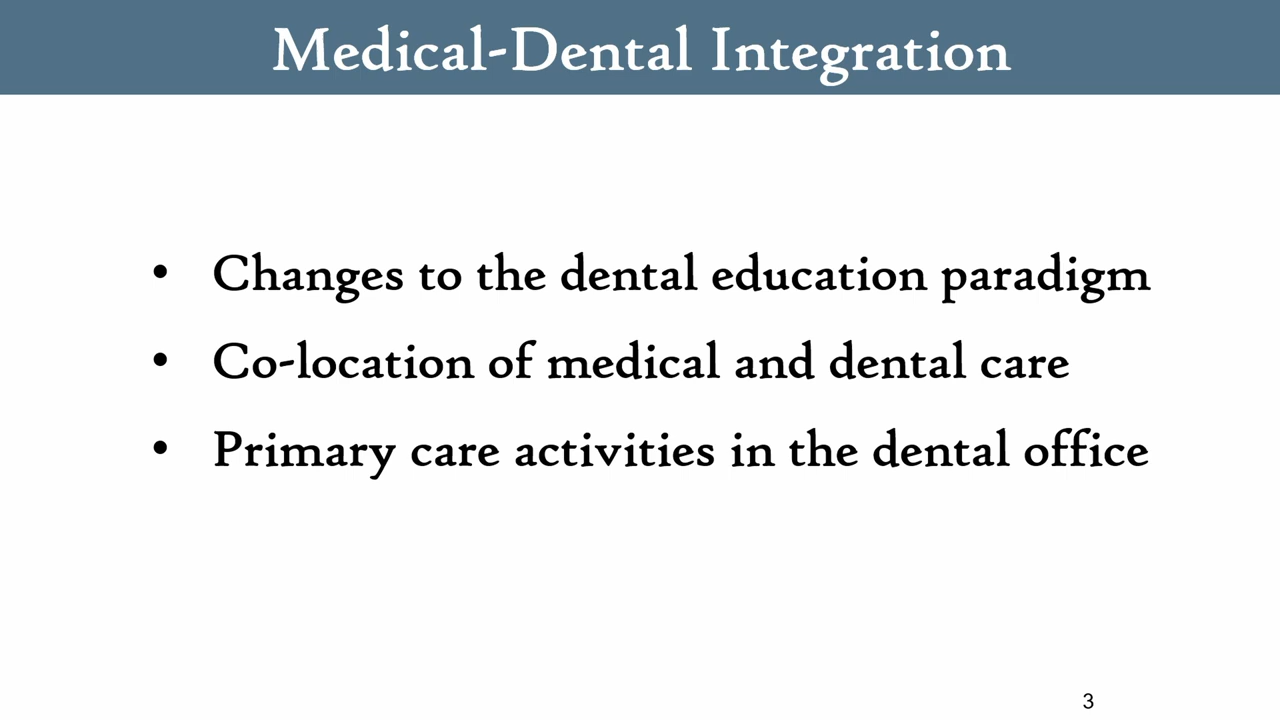 Medical-Dental Integration
• Changes to the dental education paradigm
• Co-location of medical and dental care
• Primary care activities in the dental office
3